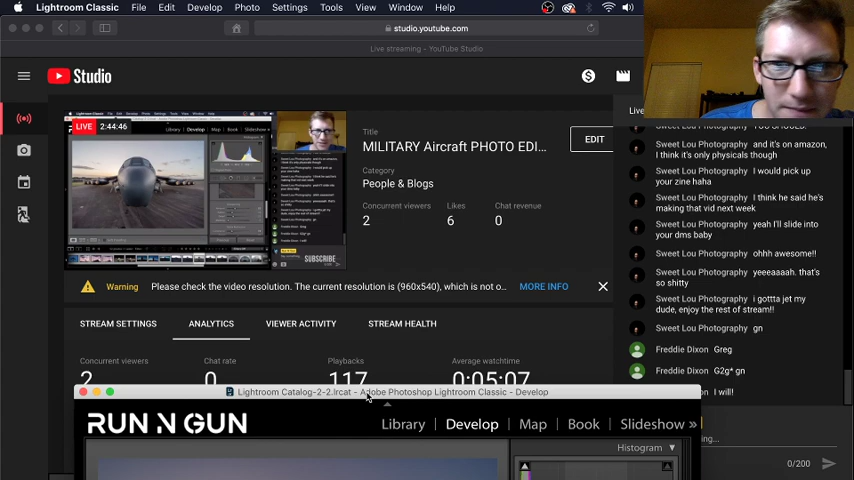 Lightroom Classic File Edit Develop Photo Settings Tools View Window Help
studio.youtube.com
Live streaming - YouTube Studio
Studio
LIVE 2:44:46
Title
MILITARY Aircraft PHOTO EDI...
EDIT
Category
People & Blogs
Concurrent viewers
2
Likes
6
Chat revenue
0
SUBSCRIBE
Warning Please check the video resolution. The current resolution is (960x540), which is not o... MORE INFO
STREAM SETTINGS ANALYTICS VIEWER ACTIVITY STREAM HEALTH
Concurrent viewers
2
Chat rate
0
Playbacks
117
Average watchtime
0:05:07
Live
Sweet Lou Photography YOU SHOULD!
Sweet Lou Photography and it's on amazon,
I think it's only physicals though
Sweet Lou Photography I would pick up
your zine haha
Sweet Lou Photography I think he said he's
making that vid next week
Sweet Lou Photography yeah I'll slide into
your dms baby
Sweet Lou Photography ohhh awesome!!
Sweet Lou Photography yeeeaaaah. that's
so shitty
Sweet Lou Photography i gottta jet my
dude, enjoy the rest of stream!!
Sweet Lou Photography gn
Freddie Dixon Greg
Freddie Dixon G2g* gn
I will!
0/200
Lightroom Catalog-2-2.lrcat - Adobe Photoshop Lightroom Classic - Develop
RUN N GUN
Library | Develop | Map | Book | Slideshow »
Histogram